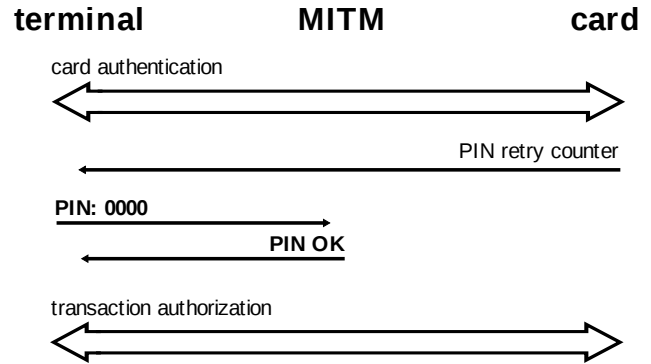 terminal MITM card
card authentication
PIN retry counter
PIN: 0000
PIN OK
transaction authorization